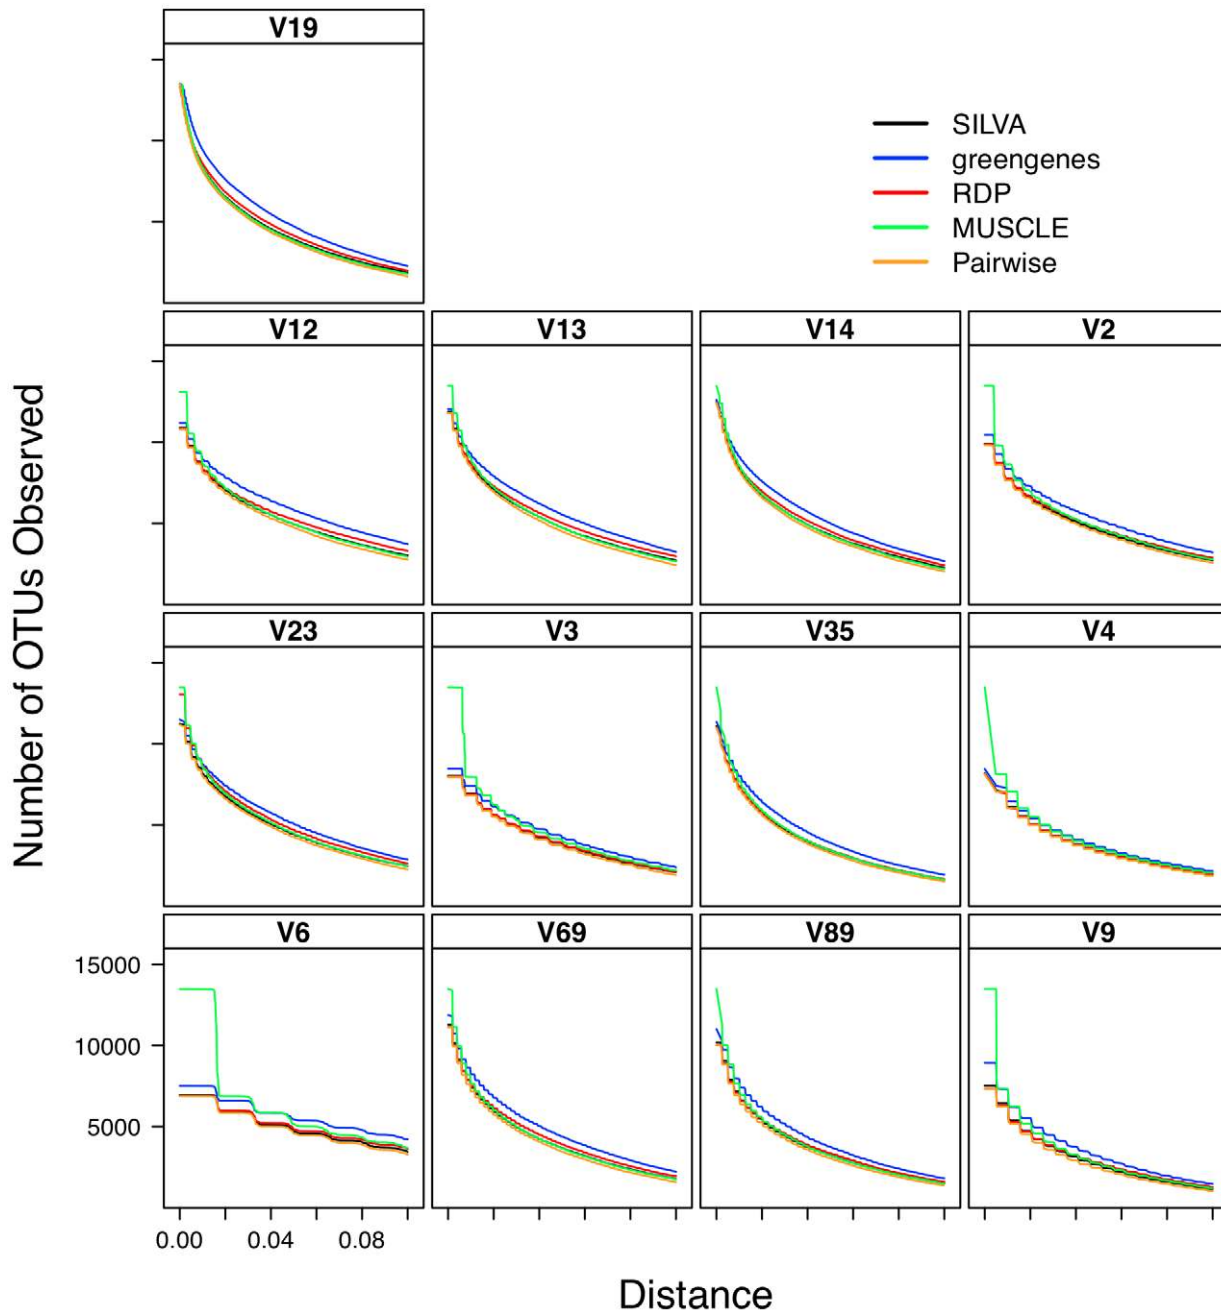 V19
SILVA
greengenes
RDP
MUSCLE
Pairwise
V12 V13 V14 V2
V23 V3 V35 V4
V6 V69 V89 V9
15000
10000
5000
0.00 0.04 0.08
Number of OTUs Observed
Distance